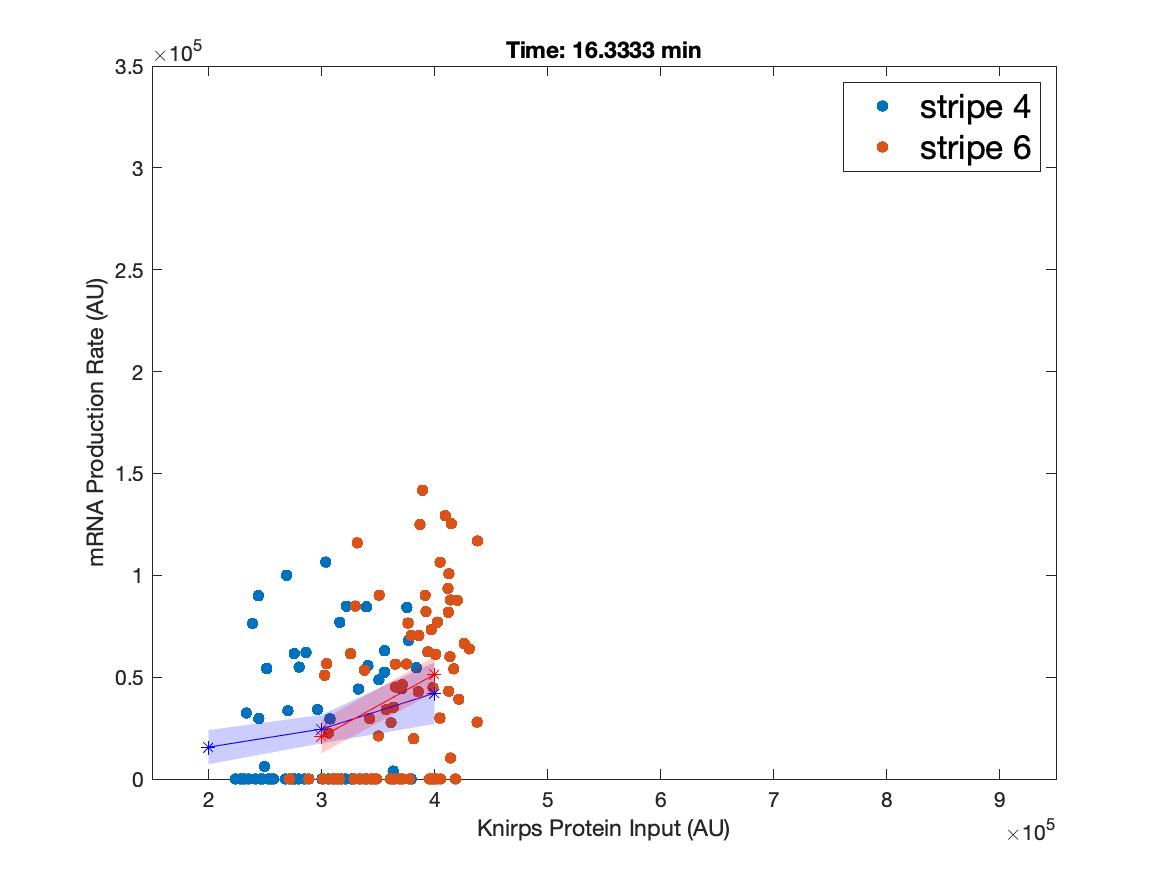 Time: 16.3333 min
×10^5
3.5
3
2.5
2
1.5
1
0.5
0
mRNA Production Rate (AU)
stripe 4
stripe 6
2 3 4 5 6 7 8 9
Knirps Protein Input (AU)
×10^5